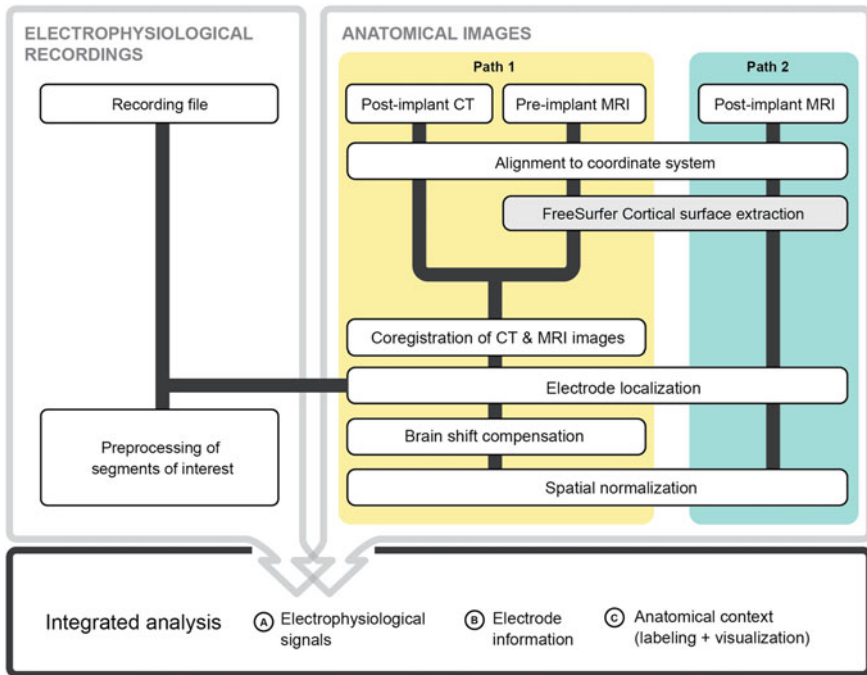 ELECTROPHYSIOLOGICAL
RECORDINGS
Recording file
Preprocessing of
segments of interest
ANATOMICAL IMAGES
Path 1
Path 2
Post-implant CT
Pre-implant MRI
Post-implant MRI
Alignment to coordinate system
FreeSurfer Cortical surface extraction
Coregistration of CT & MRI images
Electrode localization
Brain shift compensation
Spatial normalization
Integrated analysis
A Electrophysiological
signals
B Electrode
information
C Anatomical context
(labeling + visualization)